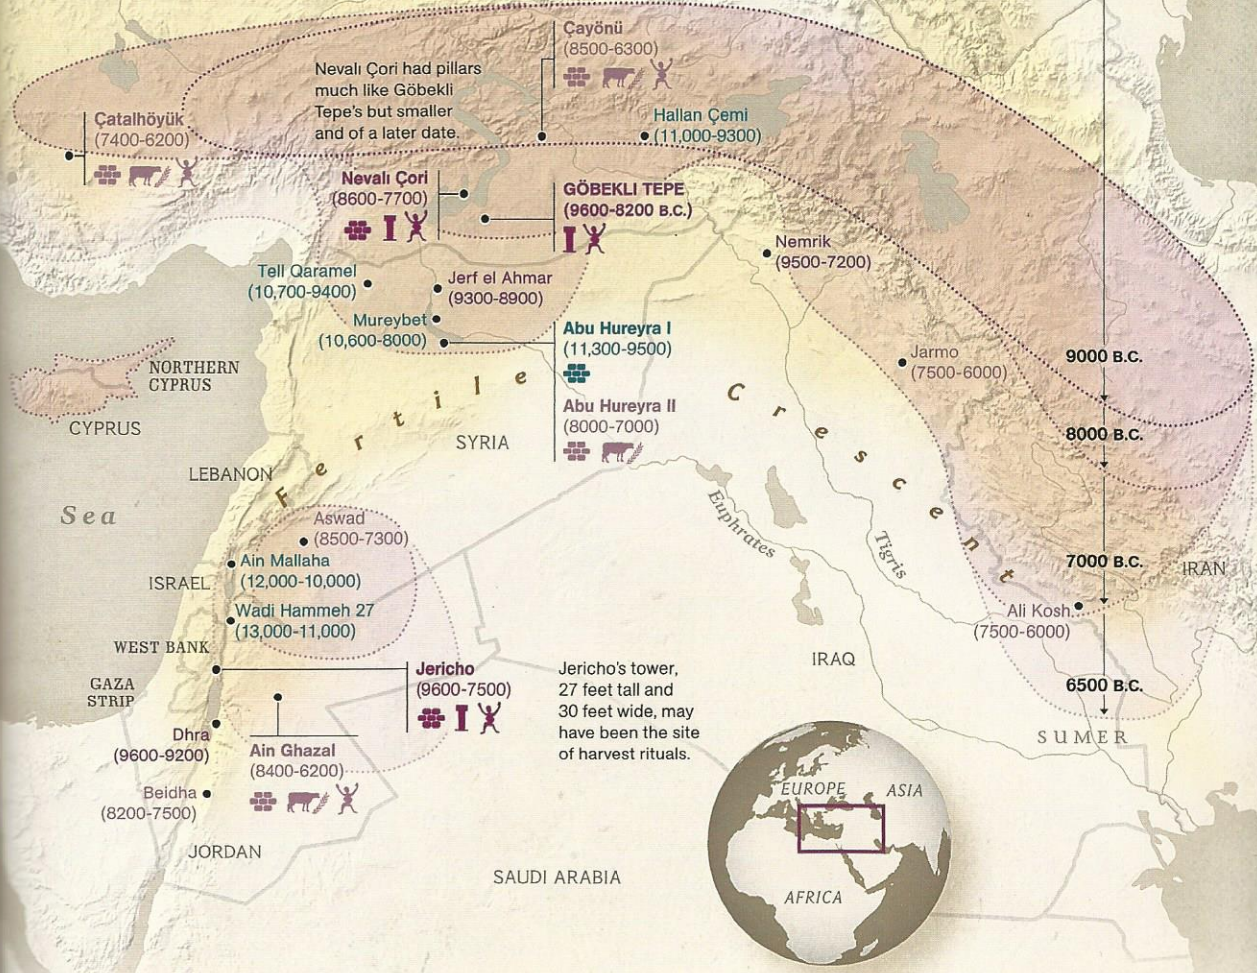 Çayönü
(8500-6300)
Nevalı Çori had pillars
much like Göbekli
Tepe's but smaller
and of a later date.
Hallan Çemi
(11,000-9300)
Çatalhöyük
(7400-6200)
Nevalı Çori
(8600-7700)
GÖBEKLI TEPE
(9600-8200 B.C.)
Nemrik
(9500-7200)
Tell Qaramel
(10,700-9400)
Jerf el Ahmar
(9300-8900)
Mureybet
(10,600-8000)
Abu Hureyra I
(11,300-9500)
Abu Hureyra II
(8000-7000)
Jarmo
(7500-6000)
9000 B.C.
8000 B.C.
7000 B.C.
6500 B.C.
NORTHERN
CYPRUS
CYPRUS
Fertile Crescent
SYRIA
LEBANON
Sea
Euphrates
Tigris
Aswad
(8500-7300)
Ain Mallaha
(12,000-10,000)
ISRAEL
Wadi Hammeh 27
(13,000-11,000)
IRAN
Ali Kosh
(7500-6000)
WEST BANK
GAZA
STRIP
Jericho
(9600-7500)
Jericho's tower,
27 feet tall and
30 feet wide, may
have been the site
of harvest rituals.
IRAQ
SUMER
Dhra
(9600-9200)
Ain Ghazal
(8400-6200)
Beidha
(8200-7500)
JORDAN
SAUDI ARABIA
EUROPE
ASIA
AFRICA